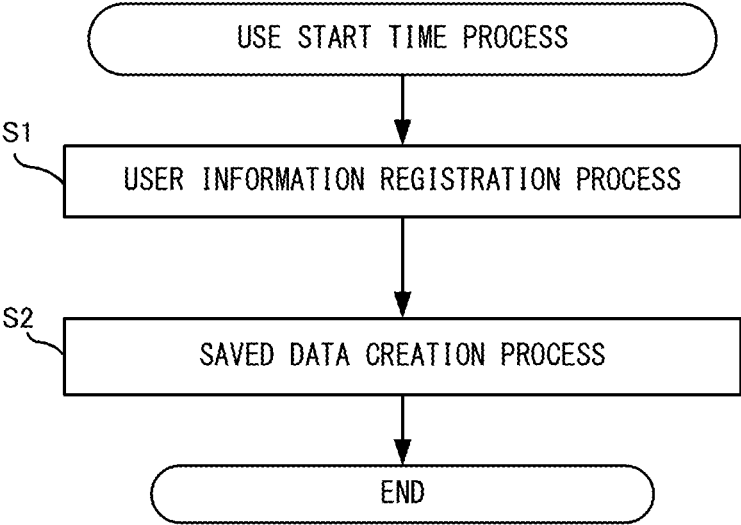 USE START TIME PROCESS
S1
USER INFORMATION REGISTRATION PROCESS
S2
SAVED DATA CREATION PROCESS
END